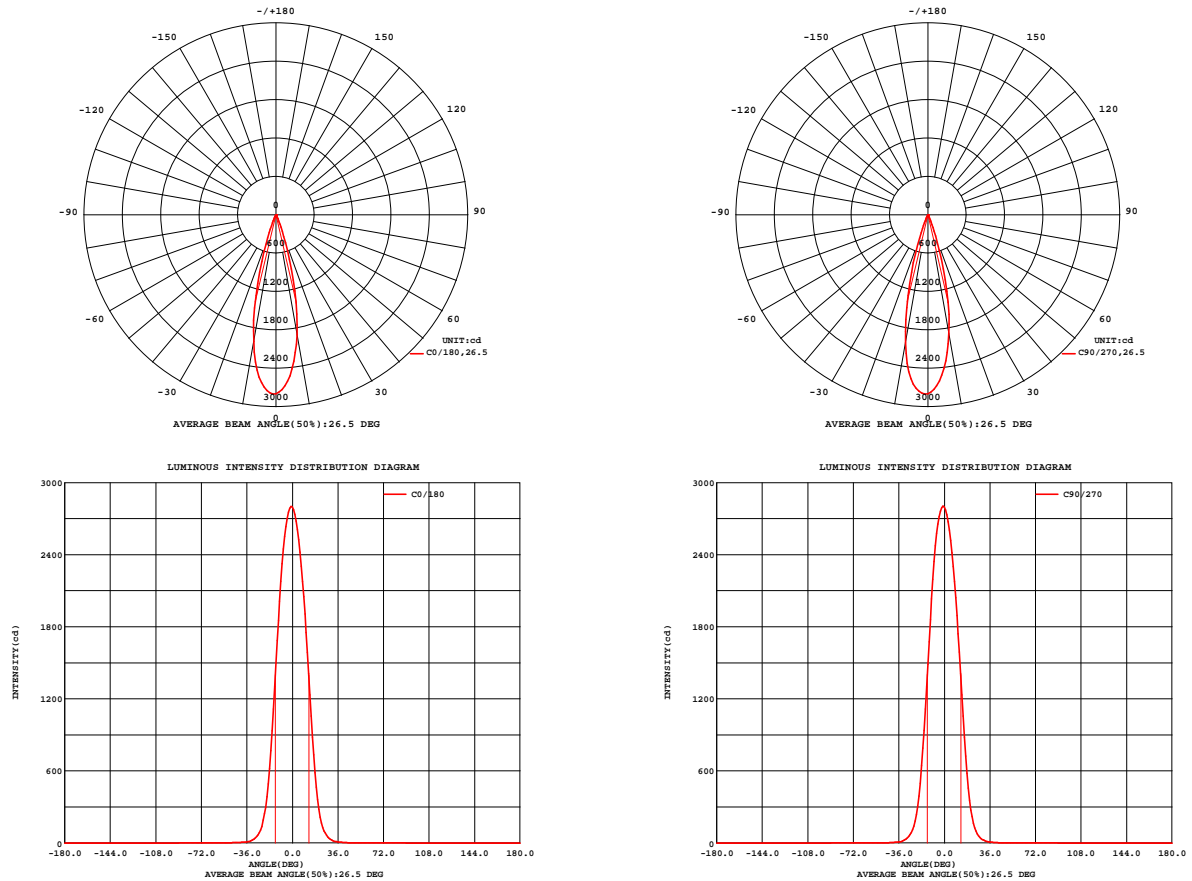 -/+180
-150 150
-120 120
-90 90
0
600
1200
-60 60
1800
UNIT:cd
C0/180,26.5
2400
-30 30
3000
0
AVERAGE BEAM ANGLE(50%):26.5 DEG
-/+180
-150 150
-120 120
-90 90
0
600
1200
-60 60
1800
UNIT:cd
C90/270,26.5
2400
-30 30
3000
0
AVERAGE BEAM ANGLE(50%):26.5 DEG
LUMINOUS INTENSITY DISTRIBUTION DIAGRAM
3000
C0/180
2400
1800
INTENSITY(cd)
1200
600
0
-180.0 -144.0 -108.0 -72.0 -36.0 0.0 36.0 72.0 108.0 144.0 180.0
ANGLE(DEG)
AVERAGE BEAM ANGLE(50%):26.5 DEG
LUMINOUS INTENSITY DISTRIBUTION DIAGRAM
3000
C90/270
2400
1800
INTENSITY(cd)
1200
600
0
-180.0 -144.0 -108.0 -72.0 -36.0 0.0 36.0 72.0 108.0 144.0 180.0
ANGLE(DEG)
AVERAGE BEAM ANGLE(50%):26.5 DEG